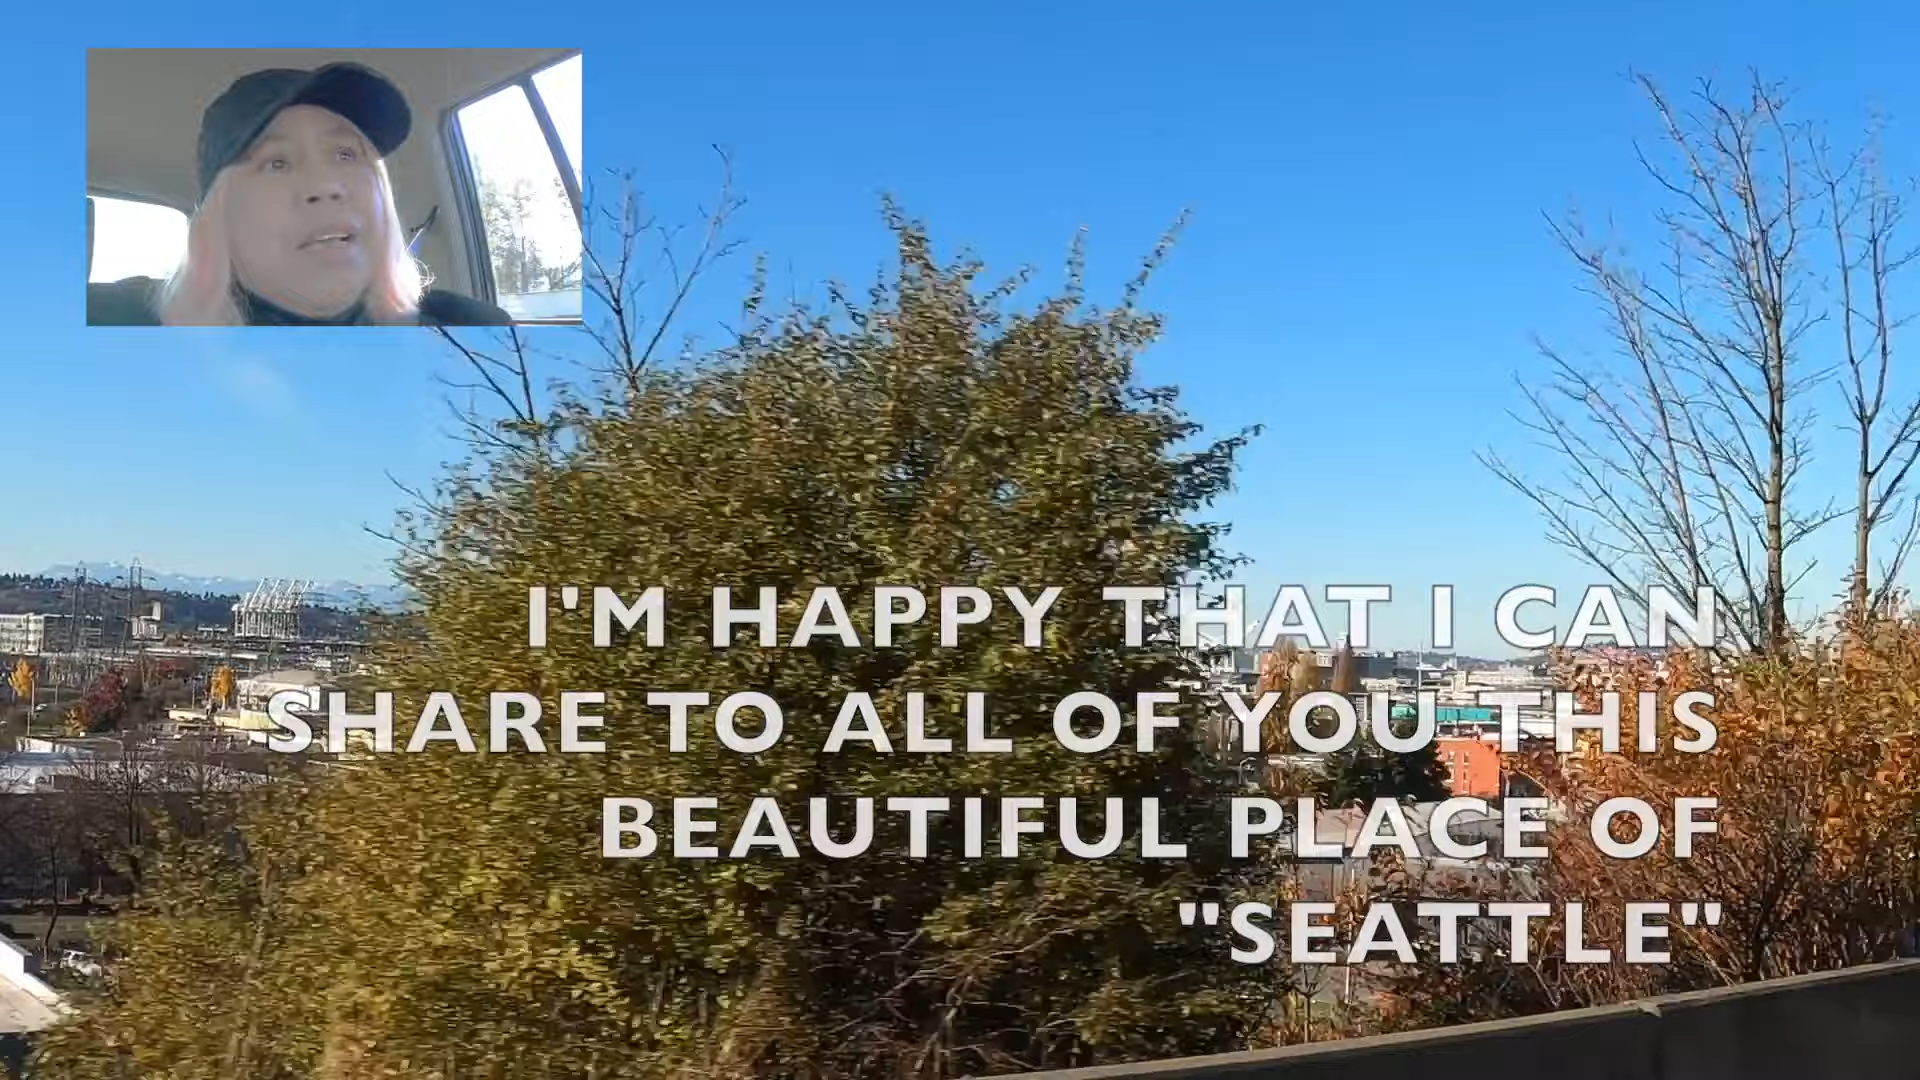 I'M HAPPY THAT I CAN
SHARE TO ALL OF YOU THIS
BEAUTIFUL PLACE OF
"SEATTLE"